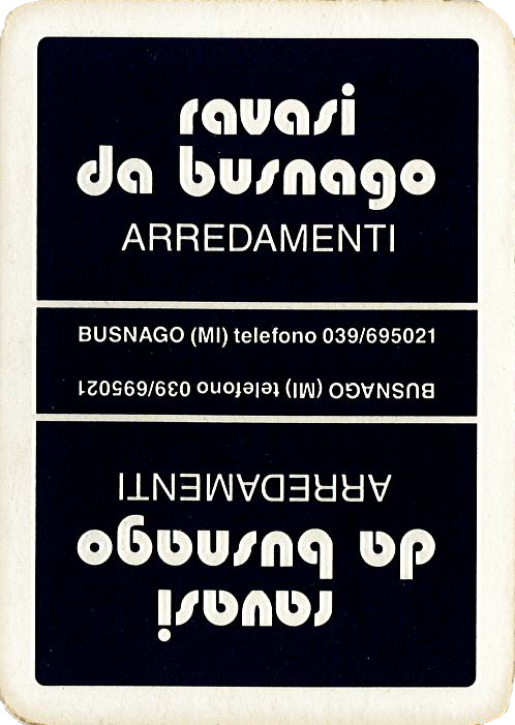 ravasi
da busnago
ARREDAMENTI
BUSNAGO (MI) telefono 039/695021
BUSNAGO (MI) telefono 039/695021
ARREDAMENTI
da busnago
ravasi